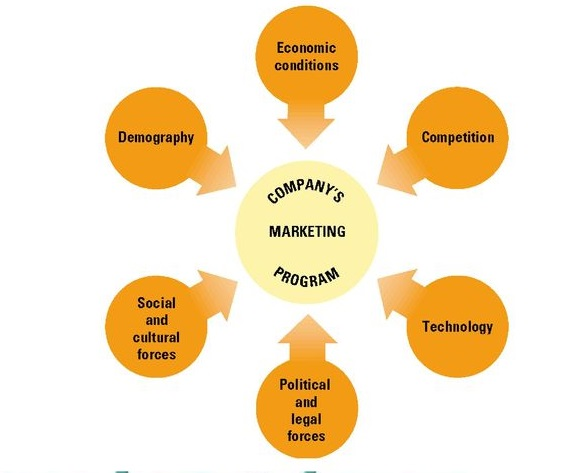 Economic
conditions
Demography
Competition
COMPANY'S
MARKETING
PROGRAM
Social
and
cultural
forces
Technology
Political
and
legal
forces